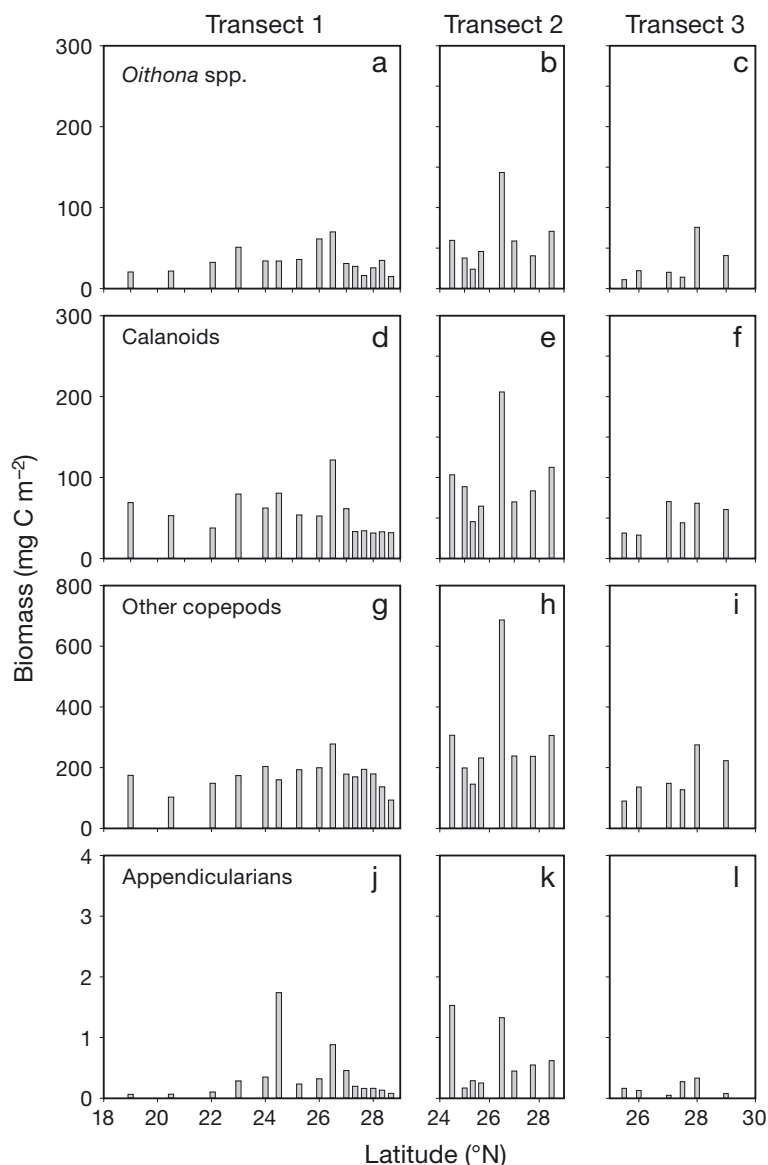 Transect 1 Transect 2 Transect 3
300 a b c
Oithona spp.
200
100
0
300 d e f
Calanoids
200
100
0
Biomass (mg C m⁻²)
800 g h i
Other copepods
600
400
200
0
4 j k l
Appendicularians
3
2
1
0
18 20 22 24 26 28 24 26 28 26 28 30
Latitude (°N)